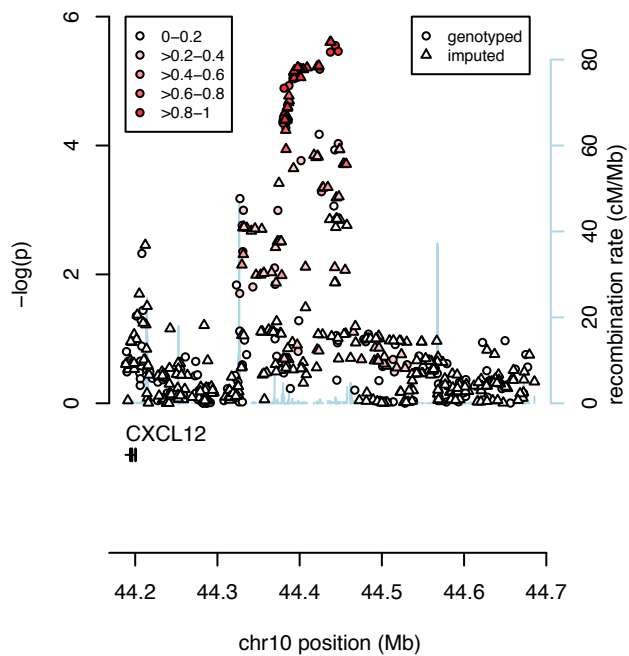 6
4
2
0
−log(p)
0−0.2
>0.2−0.4
>0.4−0.6
>0.6−0.8
>0.8−1
genotyped
imputed
80
60
40
20
0
recombination rate (cM/Mb)
CXCL12
44.2 44.3 44.4 44.5 44.6 44.7
chr10 position (Mb)